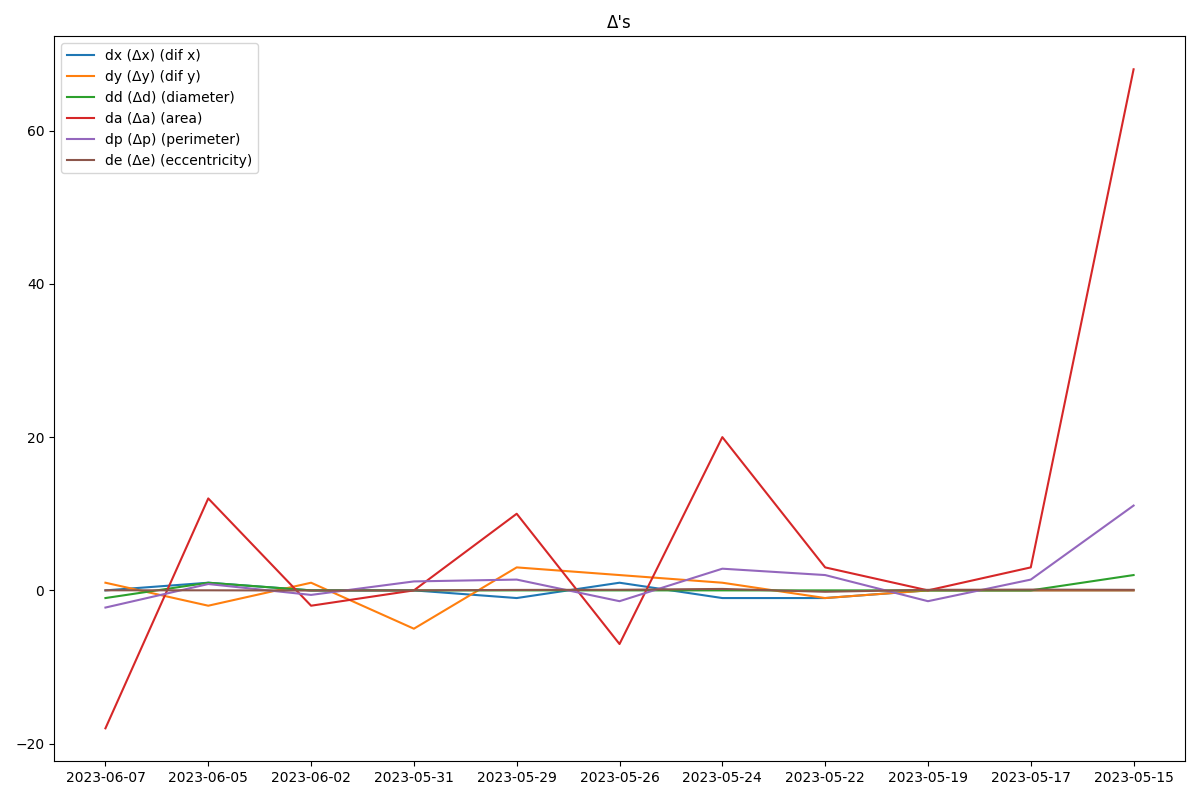 Δ's
dx (Δx) (dif x)
dy (Δy) (dif y)
dd (Δd) (diameter)
da (Δa) (area)
dp (Δp) (perimeter)
de (Δe) (eccentricity)
60
40
20
0
−20
2023-06-07 2023-06-05 2023-06-02 2023-05-31 2023-05-29 2023-05-26 2023-05-24 2023-05-22 2023-05-19 2023-05-17 2023-05-15